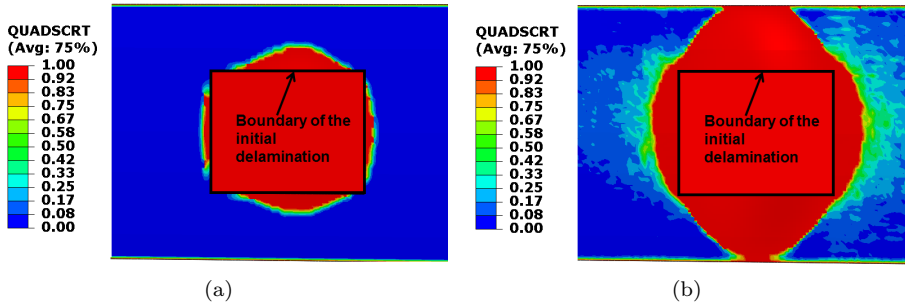 QUADSCRT
(Avg: 75%)
1.00
0.92
0.83
0.75
0.67
0.58
0.50
0.42
0.33
0.25
0.17
0.08
0.00
Boundary of the
initial
delamination
(a)
QUADSCRT
(Avg: 75%)
1.00
0.92
0.83
0.75
0.67
0.58
0.50
0.42
0.33
0.25
0.17
0.08
0.00
Boundary of the
initial
delamination
(b)